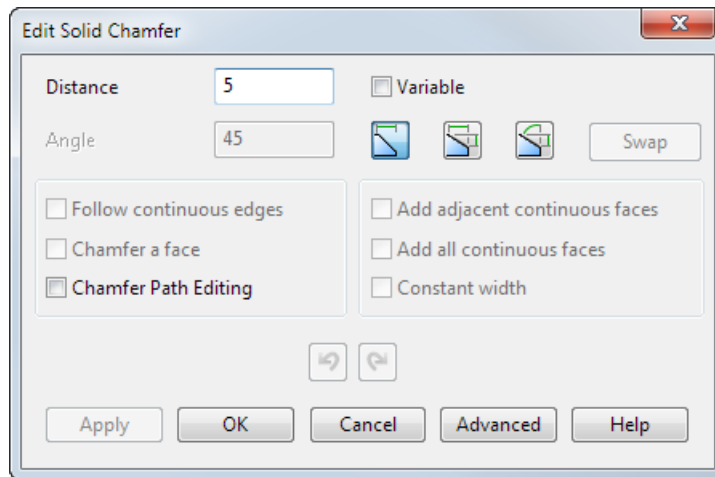 Edit Solid Chamfer
Distance 5 Variable
Angle 45 Swap
Follow continuous edges Add adjacent continuous faces
Chamfer a face Add all continuous faces
Chamfer Path Editing Constant width
Apply OK Cancel Advanced Help